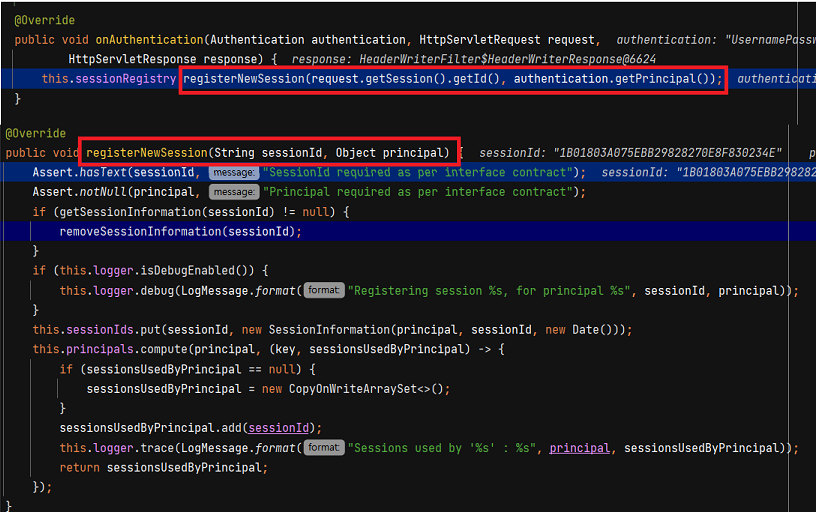 @Override
public void onAuthentication(Authentication authentication, HttpServletRequest request, authentication: "UsernamePassw
HttpServletResponse response) { response: HeaderWriterFilter$HeaderWriterResponse@6624
this.sessionRegistry.registerNewSession(request.getSession().getId(), authentication.getPrincipal()); authenticati
}
@Override
public void registerNewSession(String sessionId, Object principal) { sessionId: "1B01803A075EBB29828270E8F830234E" p
Assert.hasText(sessionId, message: "SessionId required as per interface contract"); sessionId: "1B01803A075EBB2982827
Assert.notNull(principal, message: "Principal required as per interface contract");
if (getSessionInformation(sessionId) != null) {
removeSessionInformation(sessionId);
}
if (this.logger.isDebugEnabled()) {
this.logger.debug(LogMessage.format( format: "Registering session %s, for principal %s", sessionId, principal));
}
this.sessionIds.put(sessionId, new SessionInformation(principal, sessionId, new Date()));
this.principals.compute(principal, (key, sessionsUsedByPrincipal) -> {
if (sessionsUsedByPrincipal == null) {
sessionsUsedByPrincipal = new CopyOnWriteArraySet<>();
}
sessionsUsedByPrincipal.add(sessionId);
this.logger.trace(LogMessage.format( format: "Sessions used by '%s' : %s", principal, sessionsUsedByPrincipal));
return sessionsUsedByPrincipal;
});
}